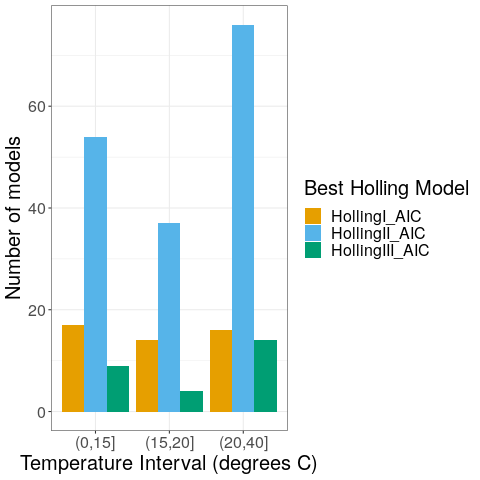 Number of models
60
40
20
0
(0,15]
(15,20]
(20,40]
Temperature Interval (degrees C)
Best Holling Model
HollingI_AIC
HollingII_AIC
HollingIII_AIC